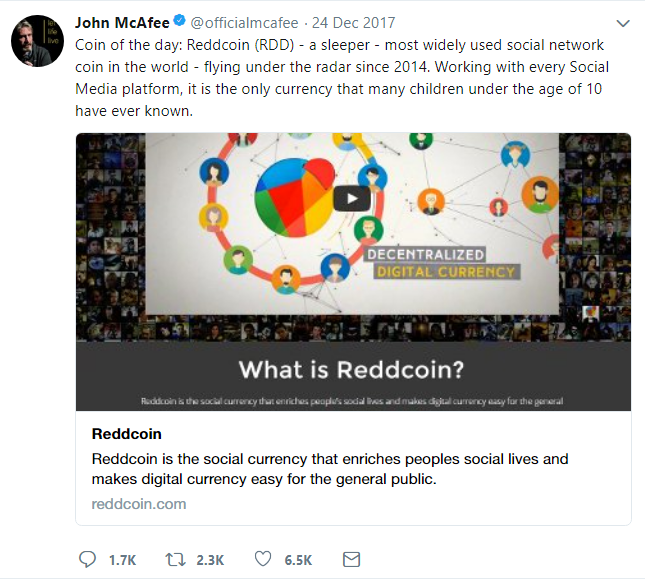 let
life
live
John McAfee @officialmcafee · 24 Dec 2017
Coin of the day: Reddcoin (RDD) - a sleeper - most widely used social network
coin in the world - flying under the radar since 2014. Working with every Social
Media platform, it is the only currency that many children under the age of 10
have ever known.
DECENTRALIZED
DIGITAL CURRENCY
What is Reddcoin?
Reddcoin is the social currency that enriches people's social lives and makes digital currency easy for the general
Reddcoin
Reddcoin is the social currency that enriches peoples social lives and
makes digital currency easy for the general public.
reddcoin.com
1.7K 2.3K 6.5K